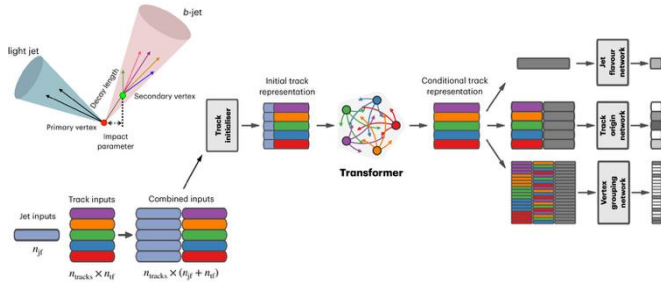 b-jet
light jet
Decay length
Secondary vertex
Primary vertex
Impact
parameter
Jet inputs
n_jf
Track inputs
n_tracks × n_tf
Combined inputs
n_tracks × (n_jf + n_tf)
Track
initialiser
Initial track
representation
Transformer
Conditional track
representation
Jet
flavour
network
Track
origin
network
Vertex
grouping
network